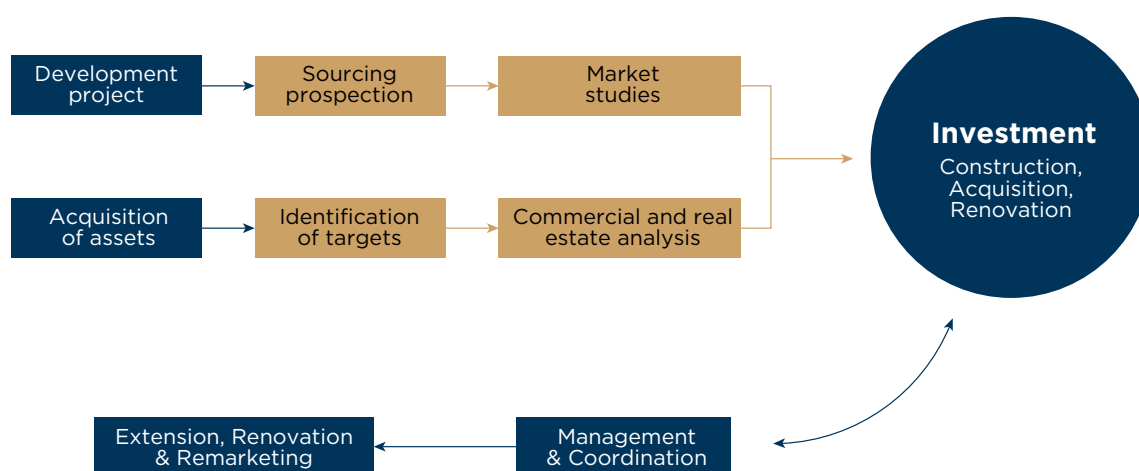 Development
project
Sourcing
prospection
Market
studies
Investment
Construction,
Acquisition,
Renovation
Acquisition
of assets
Identification
of targets
Commercial and real
estate analysis
Extension, Renovation
& Remarketing
Management
& Coordination